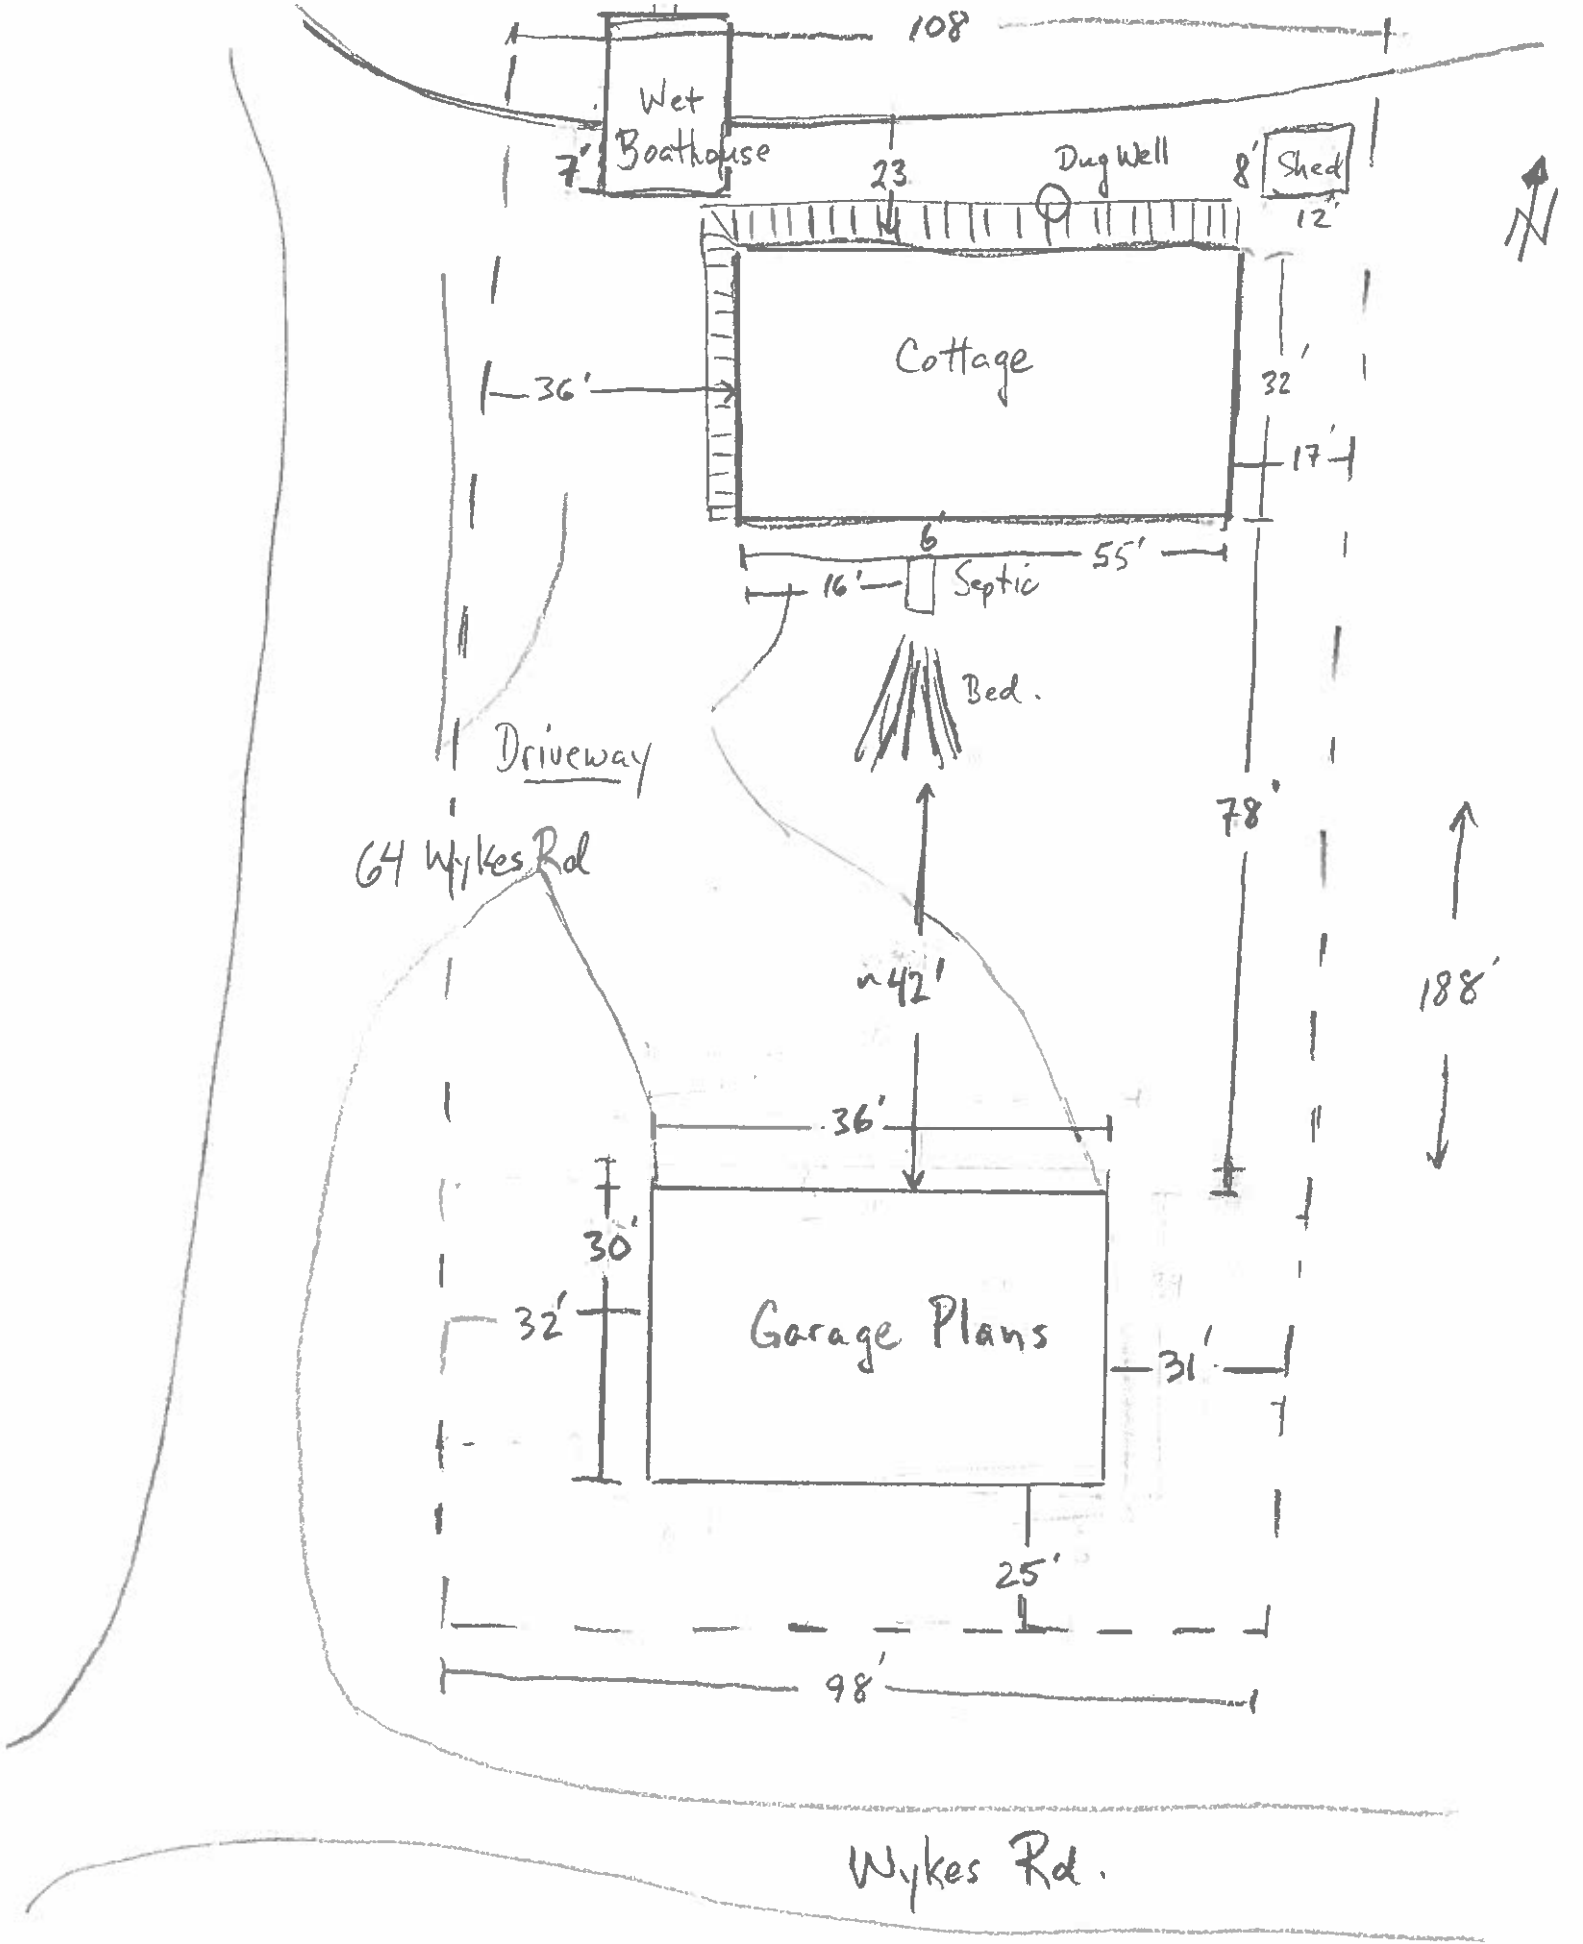 108'
Wet
Boathouse
7'
23
Dug Well
8'
Shed
12'
N
Cottage
36'
32'
17'
6'
55'
16'
Septic
Bed.
Driveway
78'
64 Wykes Rd
~42'
188'
36'
30'
32'
Garage Plans
31'
25'
98'
Wykes Rd.